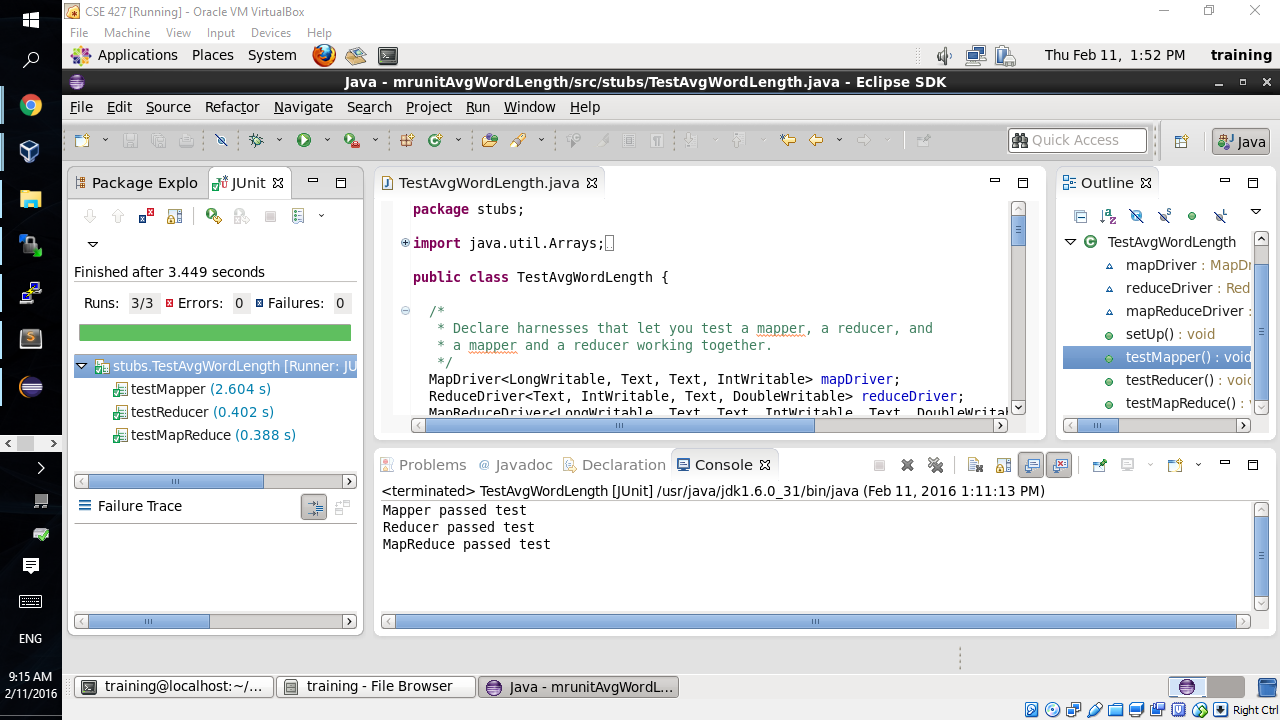 CSE 427 [Running] - Oracle VM VirtualBox
File Machine View Input Devices Help
Applications Places System Thu Feb 11, 1:52 PM training
Java - mrunitAvgWordLength/src/stubs/TestAvgWordLength.java - Eclipse SDK
File Edit Source Refactor Navigate Search Project Run Window Help
Quick Access Java
Package Explo JUnit
Finished after 3.449 seconds
Runs: 3/3 Errors: 0 Failures: 0
stubs.TestAvgWordLength [Runner: JU
testMapper (2.604 s)
testReducer (0.402 s)
testMapReduce (0.388 s)
Failure Trace
TestAvgWordLength.java
package stubs;
import java.util.Arrays;
public class TestAvgWordLength {
/*
* Declare harnesses that let you test a mapper, a reducer, and
* a mapper and a reducer working together.
*/
MapDriver<LongWritable, Text, Text, IntWritable> mapDriver;
ReduceDriver<Text, IntWritable, Text, DoubleWritable> reduceDriver;
MapReduceDriver<LongWritable, Text, Text, IntWritable, Text, DoubleWrita
Outline
TestAvgWordLength
mapDriver : MapDr
reduceDriver : Red
mapReduceDriver :
setUp() : void
testMapper() : void
testReducer() : void
testMapReduce() : v
Problems Javadoc Declaration Console
<terminated> TestAvgWordLength [JUnit] /usr/java/jdk1.6.0_31/bin/java (Feb 11, 2016 1:11:13 PM)
Mapper passed test
Reducer passed test
MapReduce passed test
training@localhost:~/... training - File Browser Java - mrunitAvgWordL...
Right Ctrl
ENG
9:15 AM
2/11/2016